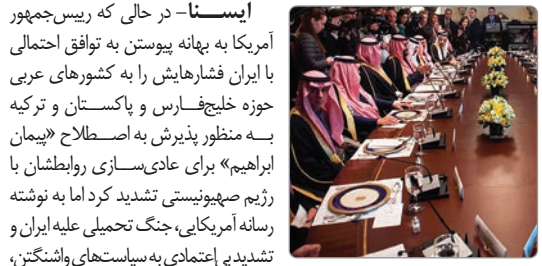 ایسنا- در حالی که رییس‌جمهور
آمریکا به بهانه پیوستن به توافق احتمالی
با ایران فشارهایش را به کشورهای عربی
حوزه خلیج‌فارس و پاکستان و ترکیه
به منظور پذیرش به اصطلاح «پیمان
ابراهیم» برای عادی‌سازی روابطشان با
رژیم صهیونیستی تشدید کرد اما به نوشته
رسانه آمریکایی، جنگ تحمیلی علیه ایران و
تشدید بی‌اعتمادی به سیاست‌های واشنگتن،